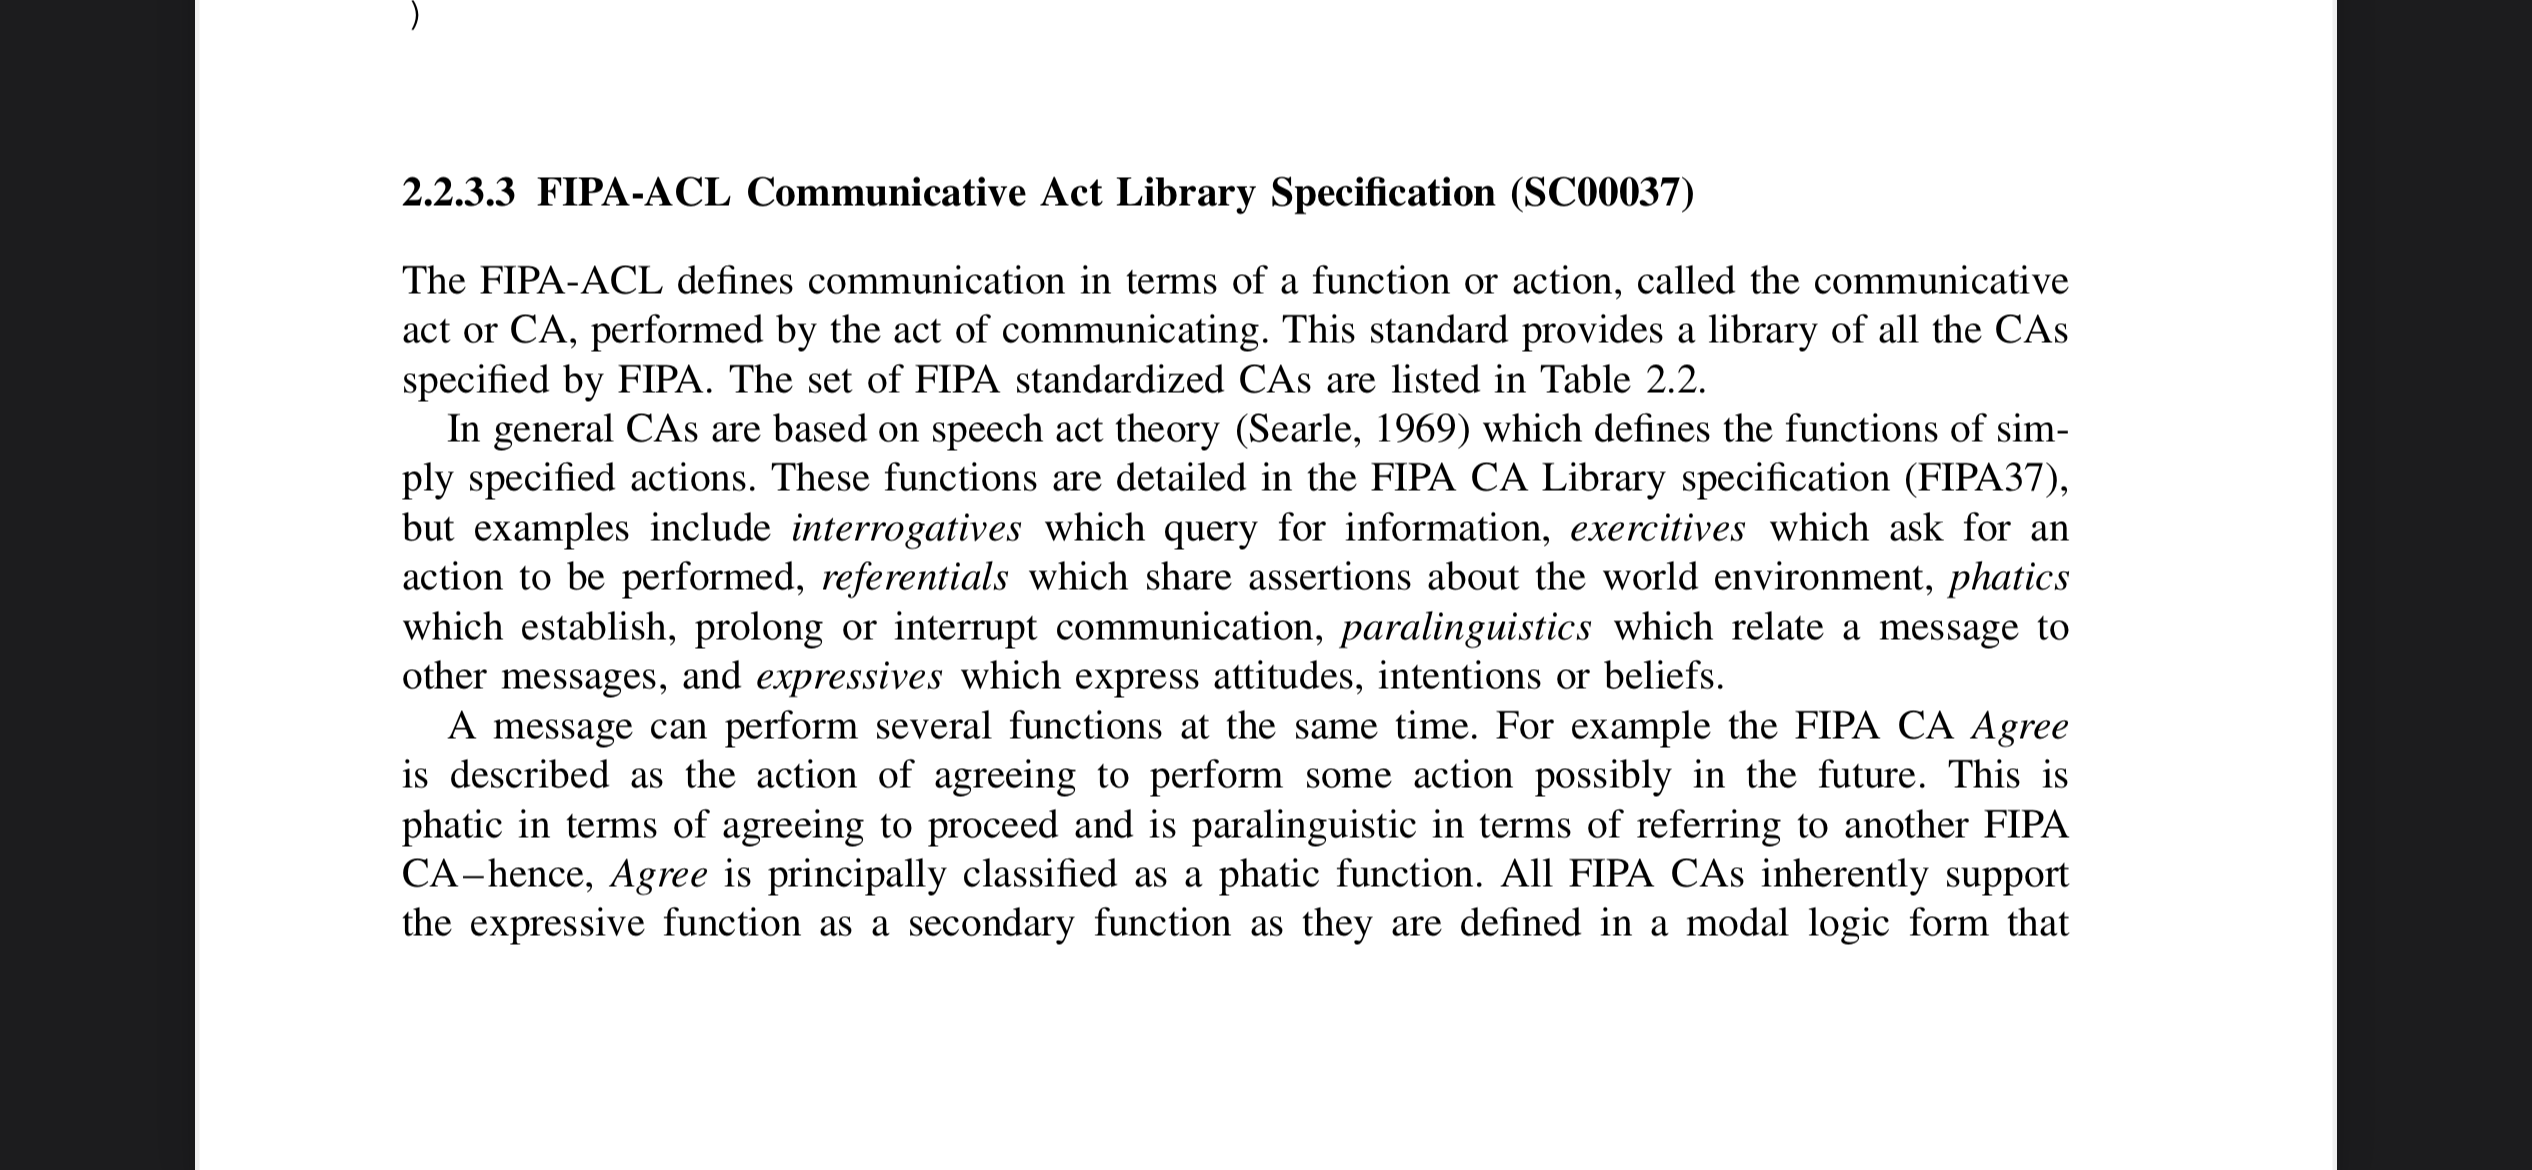 )
2.2.3.3 FIPA-ACL Communicative Act Library Specification (SC00037)
The FIPA-ACL defines communication in terms of a function or action, called the communicative
act or CA, performed by the act of communicating. This standard provides a library of all the CAs
specified by FIPA. The set of FIPA standardized CAs are listed in Table 2.2.
In general CAs are based on speech act theory (Searle, 1969) which defines the functions of sim-
ply specified actions. These functions are detailed in the FIPA CA Library specification (FIPA37),
but examples include interrogatives which query for information, exercitives which ask for an
action to be performed, referentials which share assertions about the world environment, phatics
which establish, prolong or interrupt communication, paralinguistics which relate a message to
other messages, and expressives which express attitudes, intentions or beliefs.
A message can perform several functions at the same time. For example the FIPA CA Agree
is described as the action of agreeing to perform some action possibly in the future. This is
phatic in terms of agreeing to proceed and is paralinguistic in terms of referring to another FIPA
CA–hence, Agree is principally classified as a phatic function. All FIPA CAs inherently support
the expressive function as a secondary function as they are defined in a modal logic form that